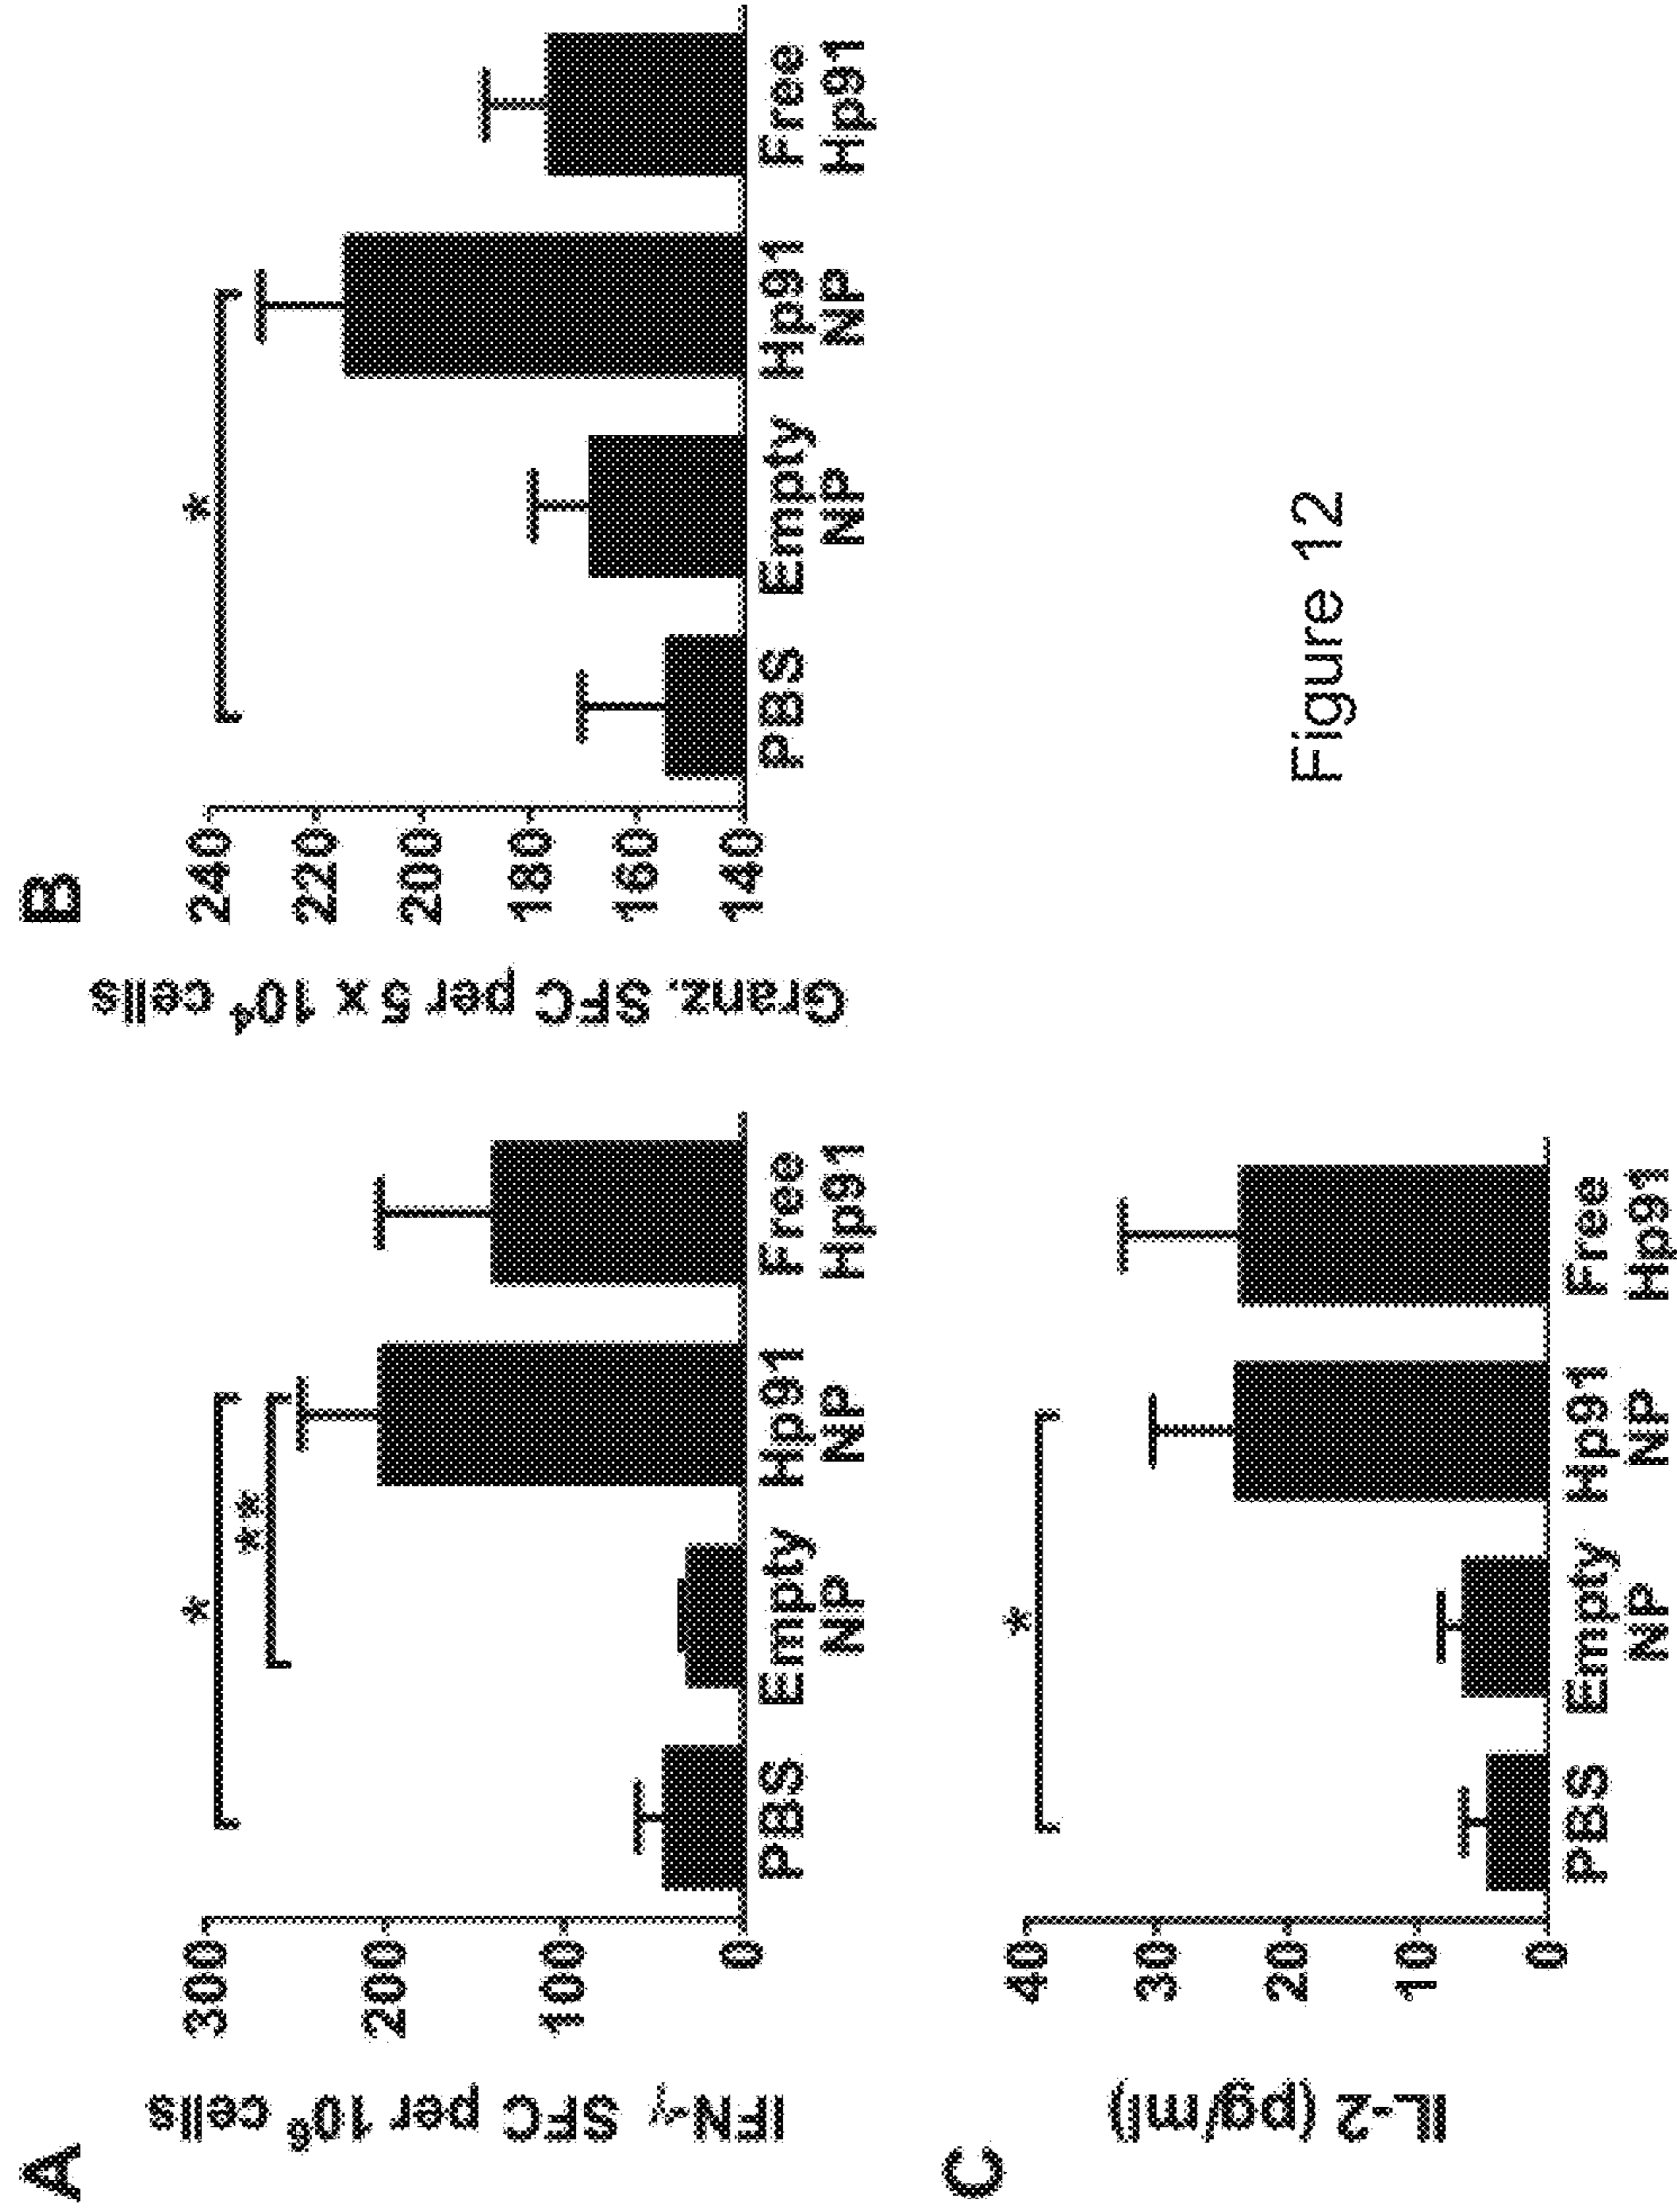 A
IFN-γ SFC per 10⁶ cells
300
200
100
0
*
**
PBS Empty Hp91 Free
NP NP Hp91
B
Granz. SFC per 5 x 10⁴ cells
240
220
200
180
160
140
*
PBS Empty Hp91 Free
NP NP Hp91
C
IL-2 (pg/ml)
40
30
20
10
0
*
PBS Empty Hp91 Free
NP NP Hp91
Figure 12